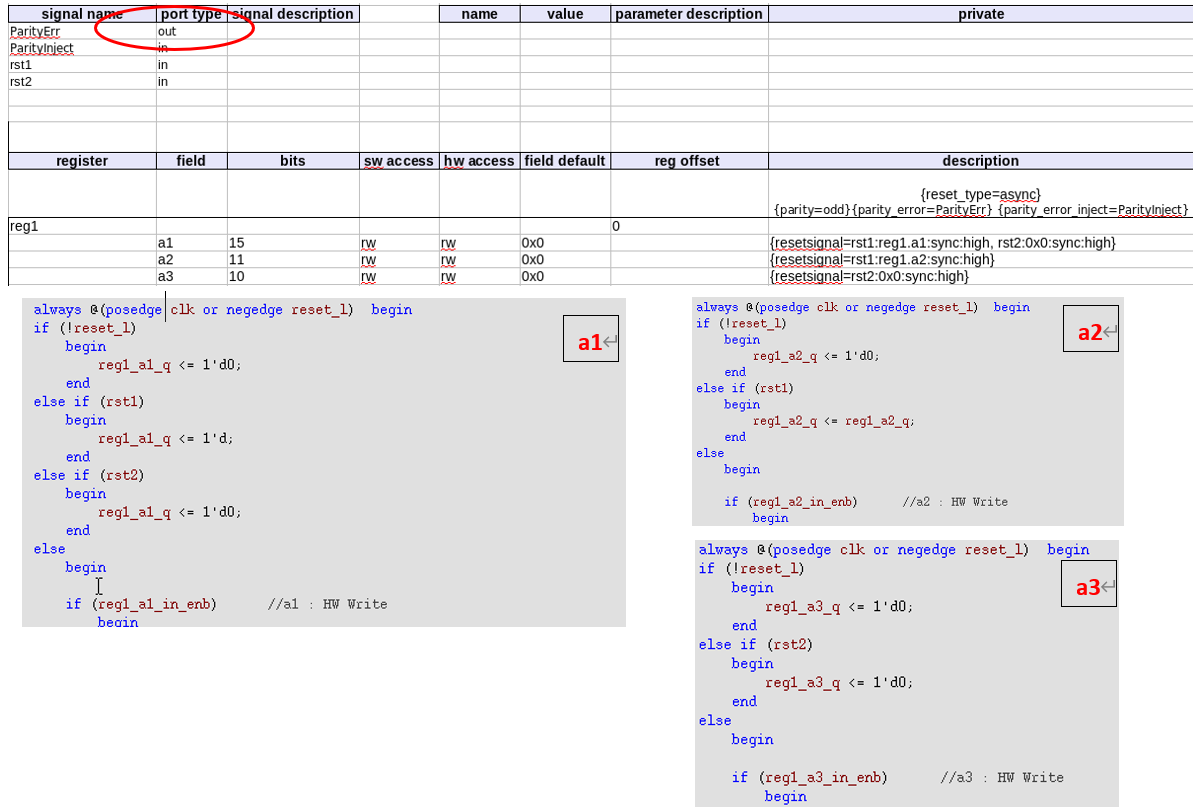 signal name port type signal description name value parameter description private
ParityErr out
ParityInject in
rst1 in
rst2 in
register field bits sw access hw access field default reg offset description
{reset_type=async}
{parity=odd}{parity_error=ParityErr} {parity_error_inject=ParityInject}
reg1 0
a1 15 rw rw 0x0 {resetsignal=rst1:reg1.a1:sync:high, rst2:0x0:sync:high}
a2 11 rw rw 0x0 {resetsignal=rst1:reg1.a2:sync:high}
a3 10 rw rw 0x0 {resetsignal=rst2:0x0:sync:high}
always @(posedge clk or negedge reset_l) begin
if (!reset_l)
begin
reg1_a1_q <= 1'd0;
end
else if (rst1)
begin
reg1_a1_q <= 1'd;
end
else if (rst2)
begin
reg1_a1_q <= 1'd0;
end
else
begin
if (reg1_a1_in_enb) //a1 : HW Write
begin
a1↵
always @(posedge clk or negedge reset_l) begin
if (!reset_l)
begin
reg1_a2_q <= 1'd0;
end
else if (rst1)
begin
reg1_a2_q <= reg1_a2_q;
end
else
begin
if (reg1_a2_in_enb) //a2 : HW Write
begin
a2↵
always @(posedge clk or negedge reset_l) begin
if (!reset_l)
begin
reg1_a3_q <= 1'd0;
end
else if (rst2)
begin
reg1_a3_q <= 1'd0;
end
else
begin
if (reg1_a3_in_enb) //a3 : HW Write
begin
a3↵